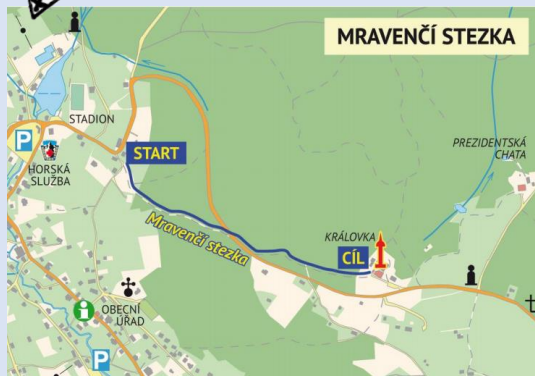 MRAVENČÍ STEZKA
STADION
P
START
HORSKÁ
SLUŽBA
PREZIDENTSKÁ
CHATA
Mravenčí stezka
KRÁLOVKA
CÍL
i
OBECNÍ
ÚŘAD
P